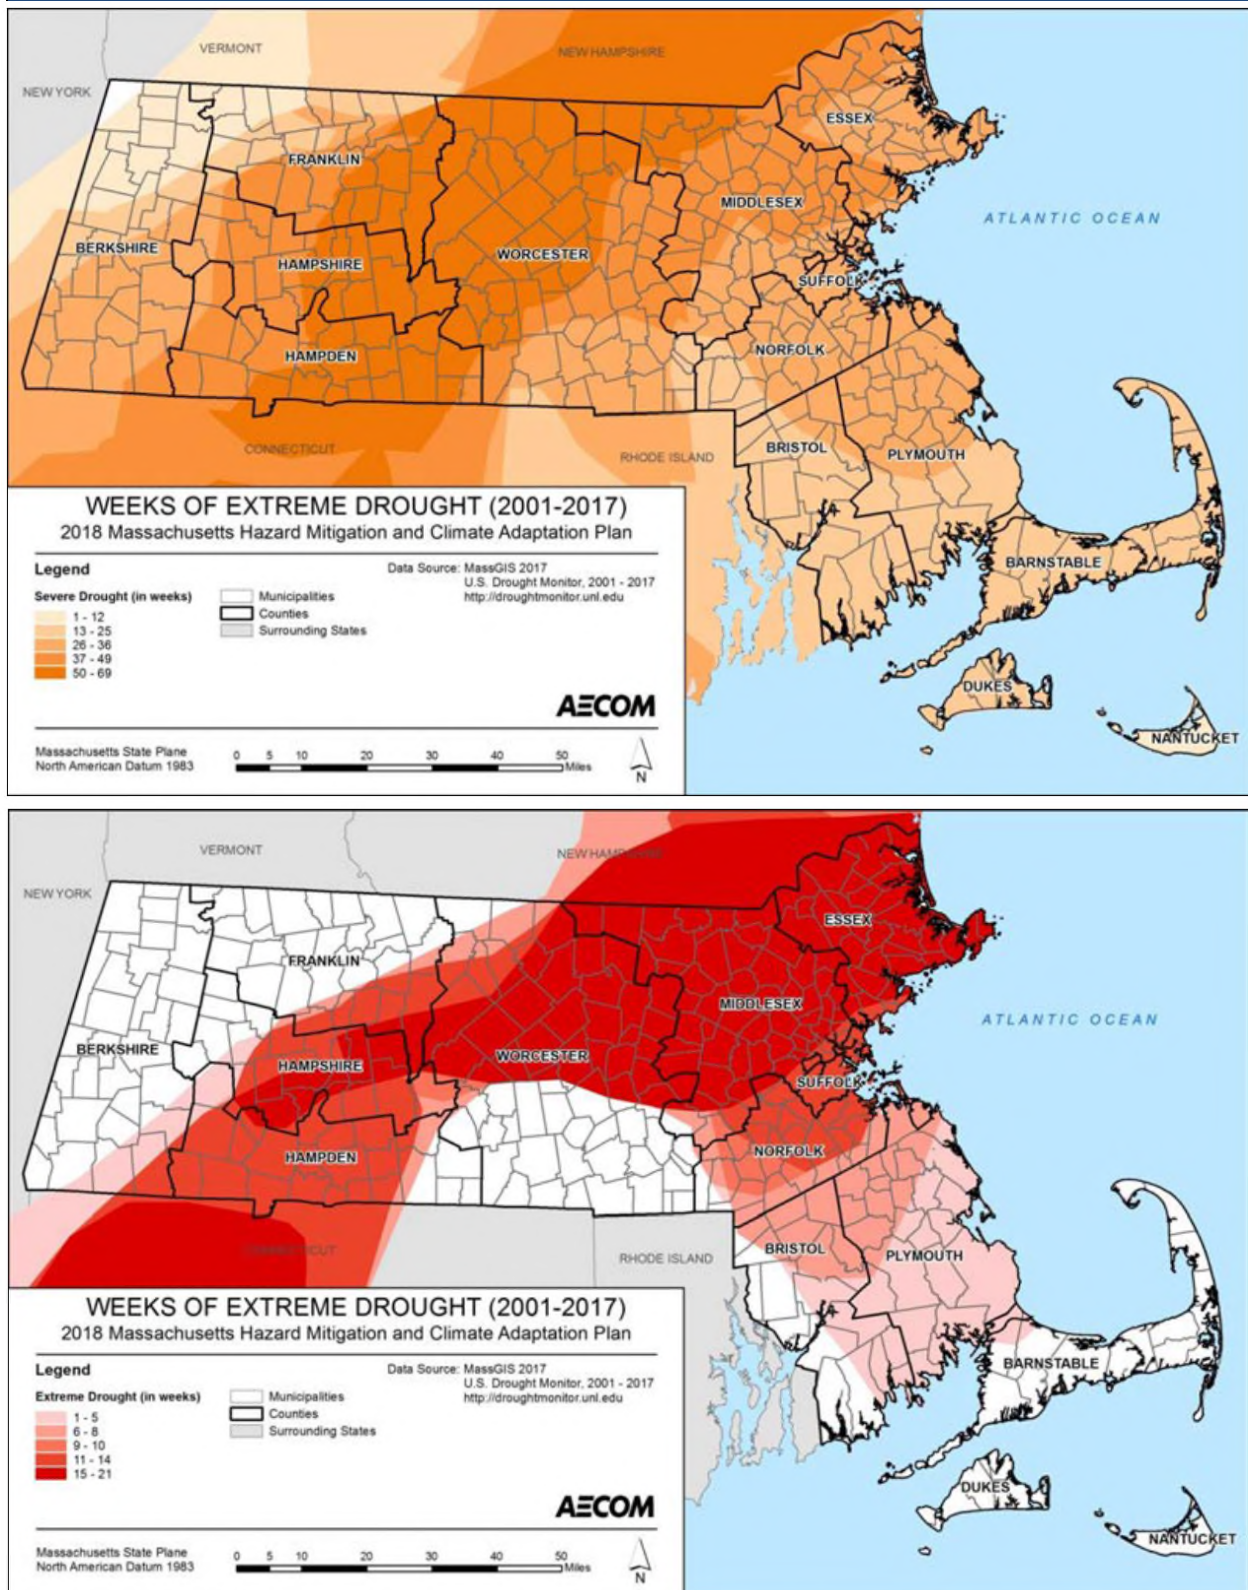 VERMONT
NEW HAMPSHIRE
NEW YORK
ESSEX
FRANKLIN
MIDDLESEX
ATLANTIC OCEAN
BERKSHIRE
HAMPSHIRE
WORCESTER
SUFFOLK
HAMPDEN
NORFOLK
CONNECTICUT
RHODE ISLAND
BRISTOL
PLYMOUTH
BARNSTABLE
DUKES
NANTUCKET
WEEKS OF EXTREME DROUGHT (2001-2017)
2018 Massachusetts Hazard Mitigation and Climate Adaptation Plan
Legend
Severe Drought (in weeks)
1 - 12
13 - 25
26 - 36
37 - 49
50 - 69
Municipalities
Counties
Surrounding States
Data Source: MassGIS 2017
U.S. Drought Monitor, 2001 - 2017
http://droughtmonitor.unl.edu
AECOM
Massachusetts State Plane
North American Datum 1983
0 5 10 20 30 40 50
Miles
N
VERMONT
NEW HAMPSHIRE
NEW YORK
ESSEX
FRANKLIN
MIDDLESEX
ATLANTIC OCEAN
BERKSHIRE
HAMPSHIRE
WORCESTER
SUFFOLK
HAMPDEN
NORFOLK
CONNECTICUT
RHODE ISLAND
BRISTOL
PLYMOUTH
BARNSTABLE
DUKES
NANTUCKET
WEEKS OF EXTREME DROUGHT (2001-2017)
2018 Massachusetts Hazard Mitigation and Climate Adaptation Plan
Legend
Extreme Drought (in weeks)
1 - 5
6 - 8
9 - 10
11 - 14
15 - 21
Municipalities
Counties
Surrounding States
Data Source: MassGIS 2017
U.S. Drought Monitor, 2001 - 2017
http://droughtmonitor.unl.edu
AECOM
Massachusetts State Plane
North American Datum 1983
0 5 10 20 30 40 50
Miles
N